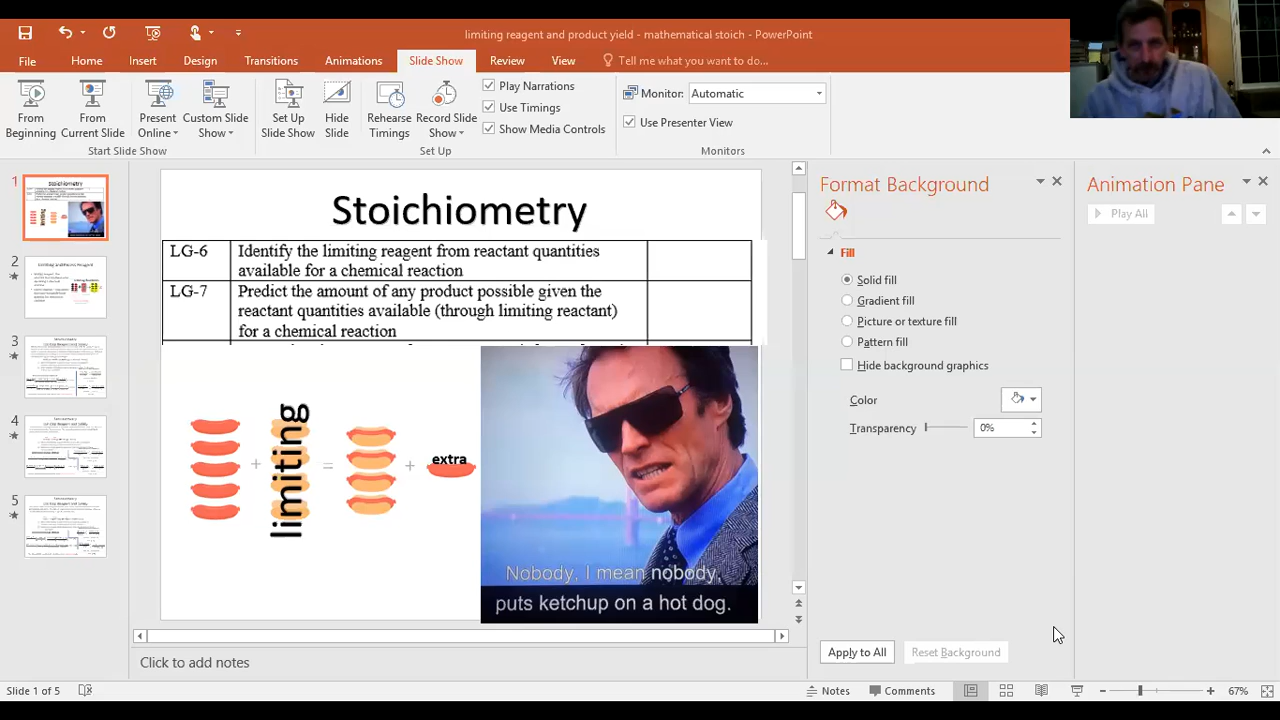 limiting reagent and product yield - mathematical stoich - PowerPoint
File
Home
Insert
Design
Transitions
Animations
Slide Show
Review
View
Tell me what you want to do...
From
Beginning
From
Current Slide
Present
Online
Custom Slide
Show
Set Up
Slide Show
Hide
Slide
Rehearse
Timings
Record Slide
Show
Play Narrations
Use Timings
Show Media Controls
Monitor:
Automatic
Use Presenter View
Start Slide Show
Set Up
Monitors
1
2
3
4
5
Stoichiometry
LG-6
Identify the limiting reagent from reactant quantities
available for a chemical reaction
LG-7
Predict the amount of any product possible given the
reactant quantities available (through limiting reactant)
for a chemical reaction
+
limiting
=
+
extra
Nobody, I mean nobody,
puts ketchup on a hot dog.
Click to add notes
Format Background
Fill
Solid fill
Gradient fill
Picture or texture fill
Pattern fill
Hide background graphics
Color
Transparency
0%
Apply to All
Reset Background
Animation Pane
Play All
Slide 1 of 5
Notes
Comments
67%